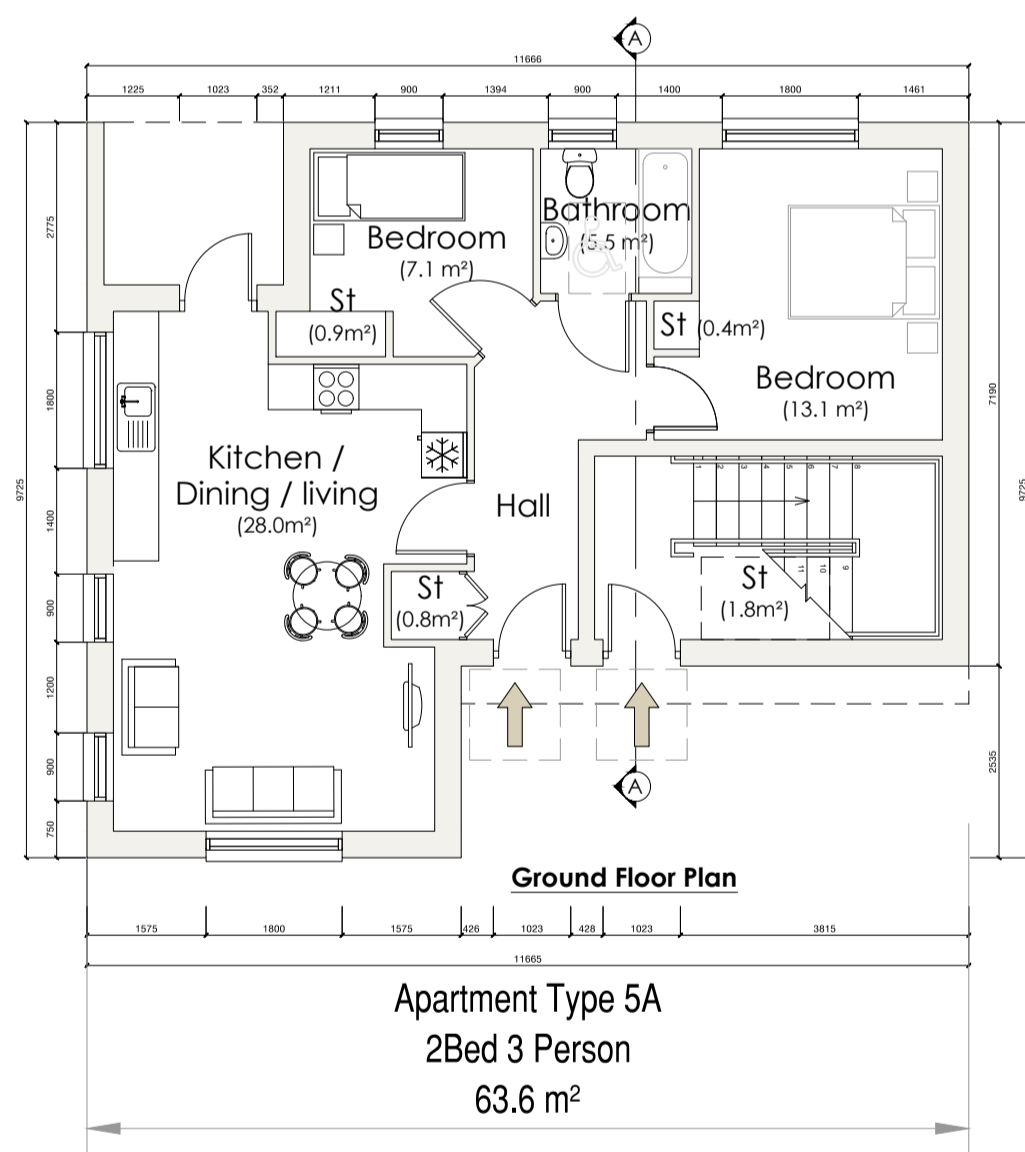 A
11666
1225 1023 352 1211 900 1394 900 1400 1800 1461
9725
2775
1800
1400
900
1200
900
750
7190
2535
9725
Bedroom
(7.1 m²)
Bathroom
(5.5 m²)
St
(0.9m²)
St (0.4m²)
Bedroom
(13.1 m²)
Kitchen /
Dining / living
(28.0m²)
Hall
1 2 3 4 5 6 7 8
9
10
11
St
(0.8m²)
St
(1.8m²)
A
Ground Floor Plan
1575 1800 1575 426 1023 428 1023 3815
11665
Apartment Type 5A
2Bed 3 Person
63.6 m²